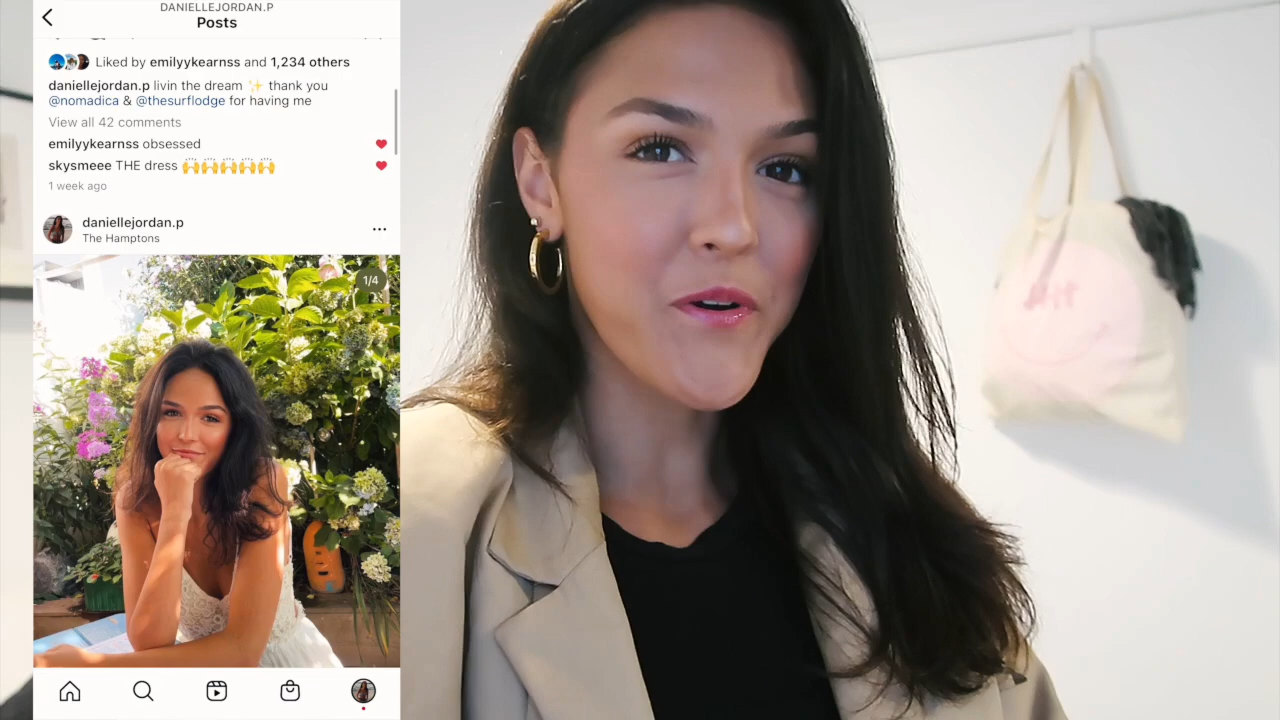 DANIELLEJORDAN.P
Posts
Liked by emilyykearnss and 1,234 others
daniellejordan.p livin the dream ✨ thank you
@nomadica & @thesurflodge for having me
View all 42 comments
emilyykearnss obsessed
skysmeee THE dress 🙌🙌🙌🙌🙌
1 week ago
daniellejordan.p
The Hamptons
1/4